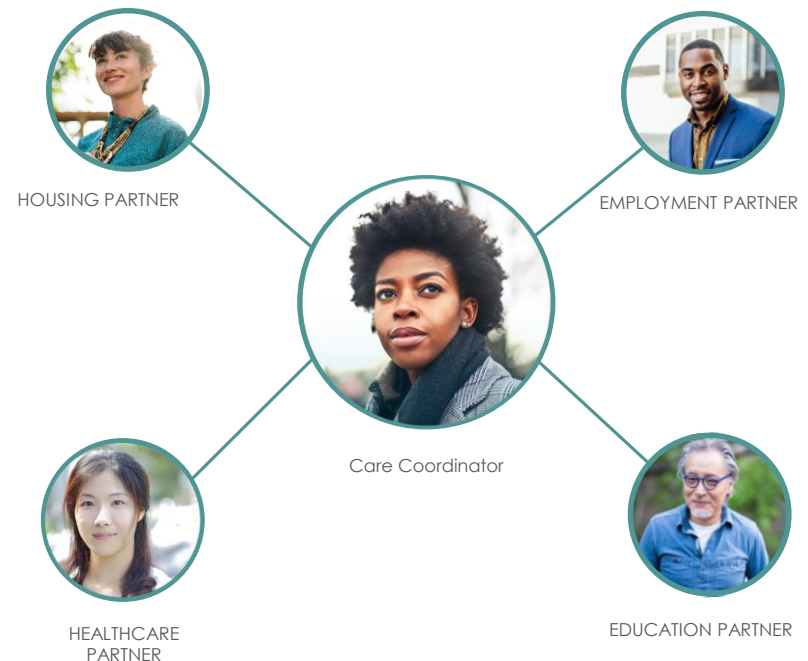 HOUSING PARTNER
EMPLOYMENT PARTNER
Care Coordinator
HEALTHCARE
PARTNER
EDUCATION PARTNER